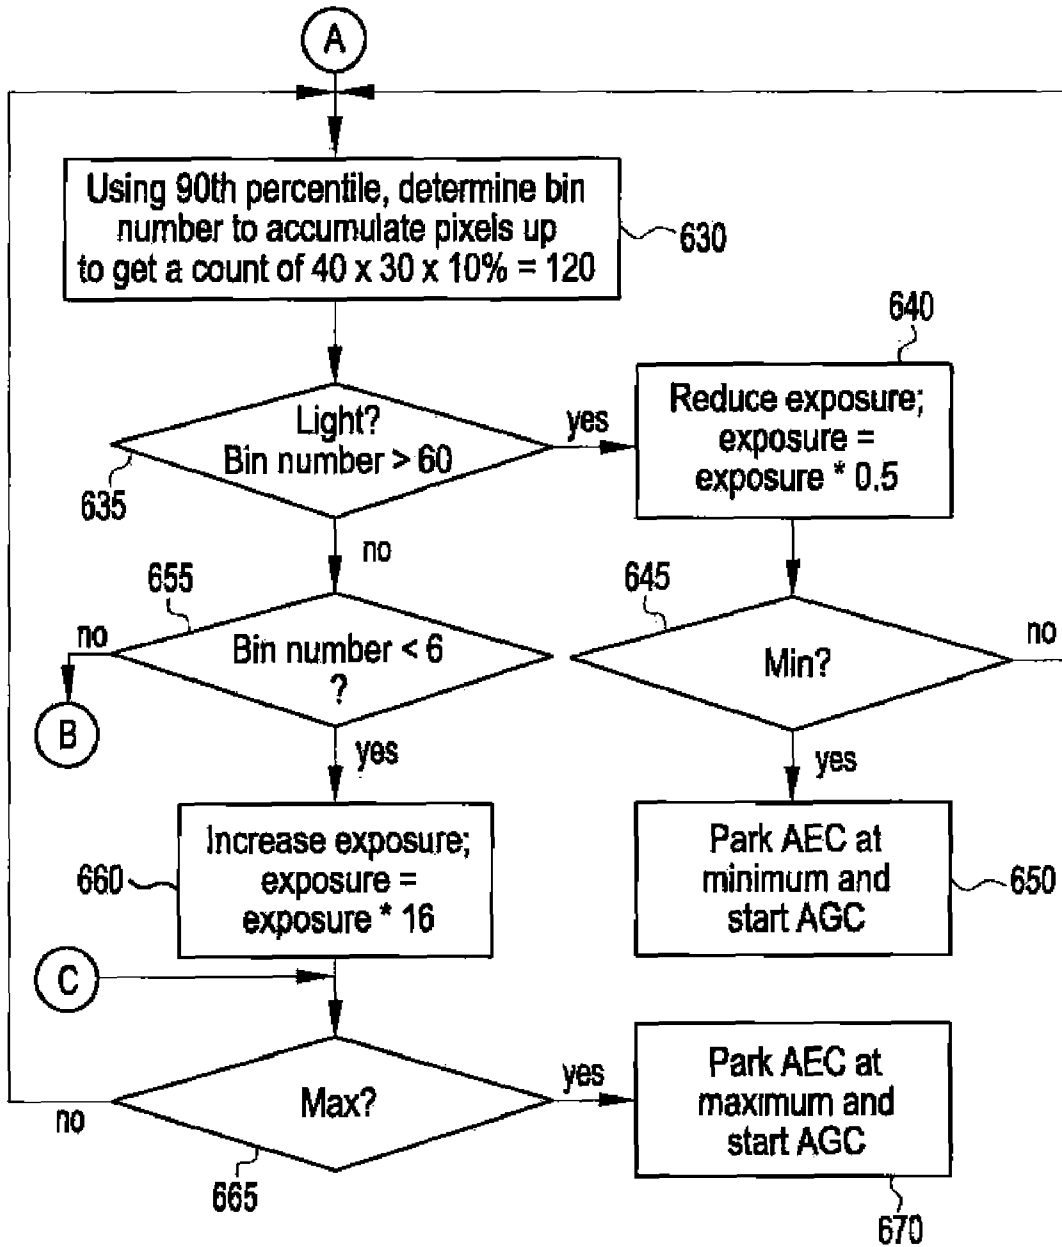 A
Using 90th percentile, determine bin
number to accumulate pixels up
to get a count of 40 x 30 x 10% = 120
630
640
Light?
Bin number > 60
635
yes
Reduce exposure;
exposure =
exposure * 0.5
no
655
645
no
Bin number < 6
?
Min?
no
B
yes
yes
Increase exposure;
exposure =
exposure * 16
660
Park AEC at
minimum and
start AGC
650
C
Max?
no
665
yes
Park AEC at
maximum and
start AGC
670